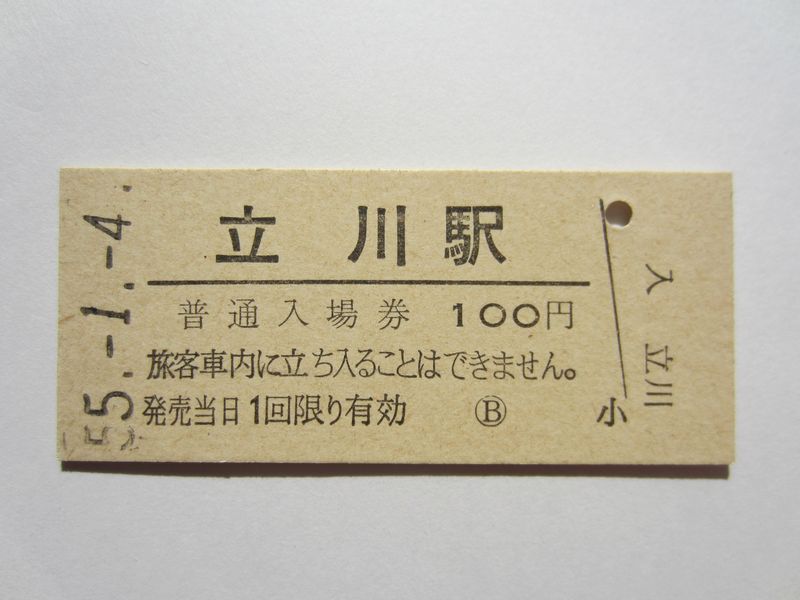 55.-1.-4.
立川駅
普通入場券 100円
旅客車内に立ち入ることはできません。
発売当日1回限り有効 Ⓑ
小
入 立川